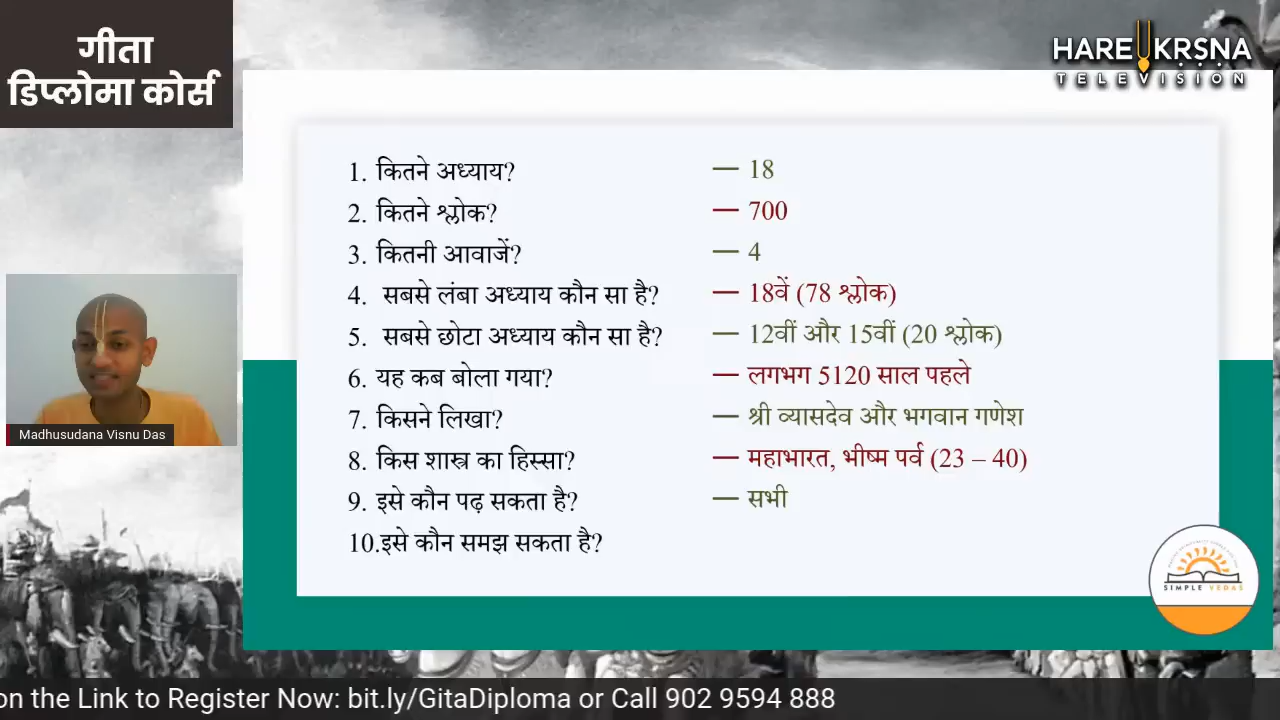 गीता
डिप्लोमा कोर्स
HARE KRSNA
TELEVISION
1. कितने अध्याय? — 18
2. कितने श्लोक? — 700
3. कितनी आवाजें? — 4
4. सबसे लंबा अध्याय कौन सा है? — 18वें (78 श्लोक)
5. सबसे छोटा अध्याय कौन सा है? — 12वीं और 15वीं (20 श्लोक)
6. यह कब बोला गया? — लगभग 5120 साल पहले
7. किसने लिखा? — श्री व्यासदेव और भगवान गणेश
8. किस शास्त्र का हिस्सा? — महाभारत, भीष्म पर्व (23 – 40)
9. इसे कौन पढ़ सकता है? — सभी
10.इसे कौन समझ सकता है?
Madhusudana Visnu Das
SIMPLE VEDAS
on the Link to Register Now: bit.ly/GitaDiploma or Call 902 9594 888